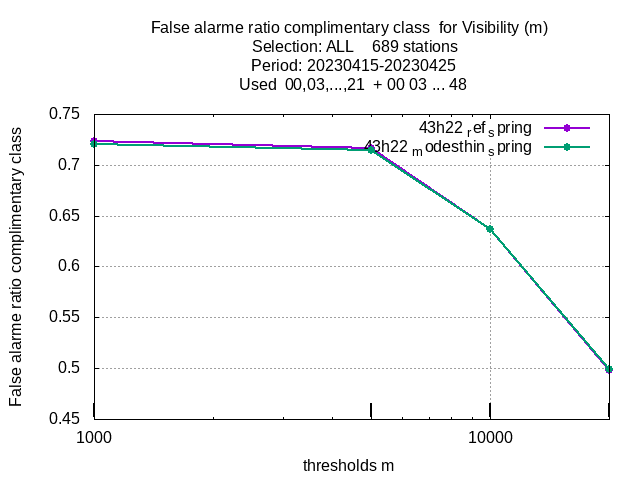 False alarme ratio complimentary class for Visibility (m)
Selection: ALL 689 stations
Period: 20230415-20230425
Used 00,03,...,21 + 00 03 ... 48
43h22 ref spring
43h22 modesthin spring
False alarme ratio complimentary class
0.75
0.7
0.65
0.6
0.55
0.5
0.45
1000
10000
thresholds m